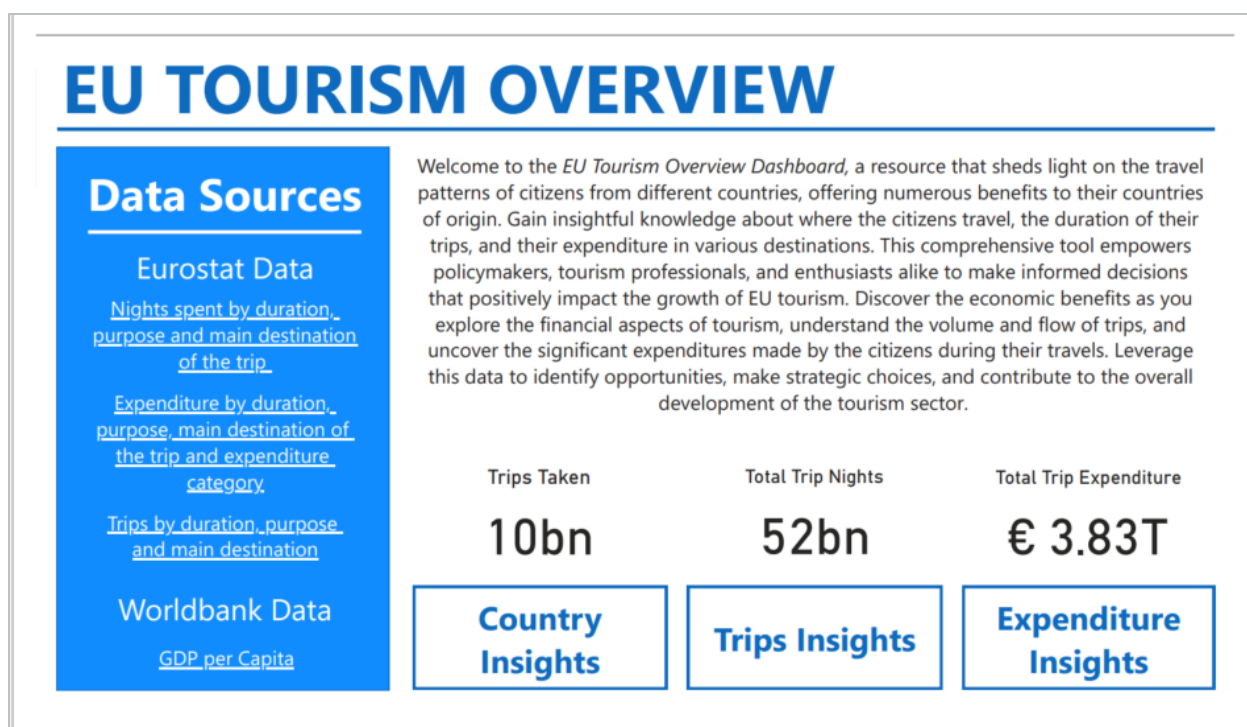 EU TOURISM OVERVIEW
Data Sources
Eurostat Data
Nights spent by duration,
purpose and main destination
of the trip
Expenditure by duration,
purpose, main destination of
the trip and expenditure
category
Trips by duration, purpose
and main destination
Worldbank Data
GDP per Capita
Welcome to the EU Tourism Overview Dashboard, a resource that sheds light on the travel
patterns of citizens from different countries, offering numerous benefits to their countries
of origin. Gain insightful knowledge about where the citizens travel, the duration of their
trips, and their expenditure in various destinations. This comprehensive tool empowers
policymakers, tourism professionals, and enthusiasts alike to make informed decisions
that positively impact the growth of EU tourism. Discover the economic benefits as you
explore the financial aspects of tourism, understand the volume and flow of trips, and
uncover the significant expenditures made by the citizens during their travels. Leverage
this data to identify opportunities, make strategic choices, and contribute to the overall
development of the tourism sector.
Trips Taken
10bn
Total Trip Nights
52bn
Total Trip Expenditure
€ 3.83T
Country
Insights
Trips Insights
Expenditure
Insights